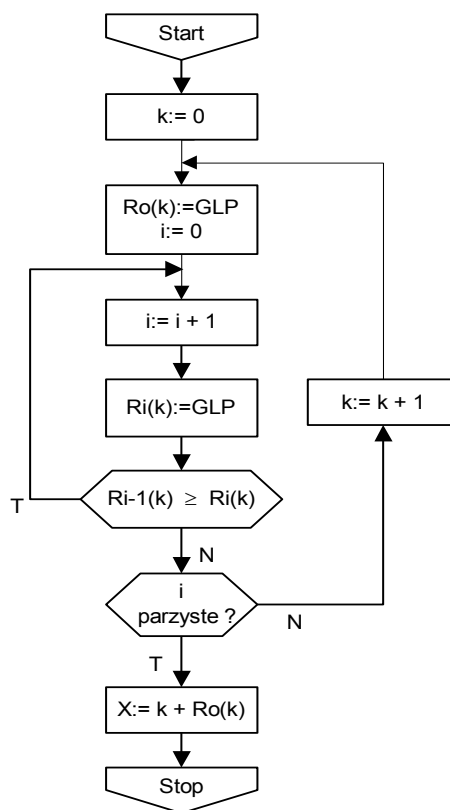 Start
k:= 0
Ro(k):=GLP
i:= 0
i:= i + 1
Ri(k):=GLP
k:= k + 1
Ri-1(k) ≥ Ri(k)
T
N
i
parzyste ?
N
T
X:= k + Ro(k)
Stop